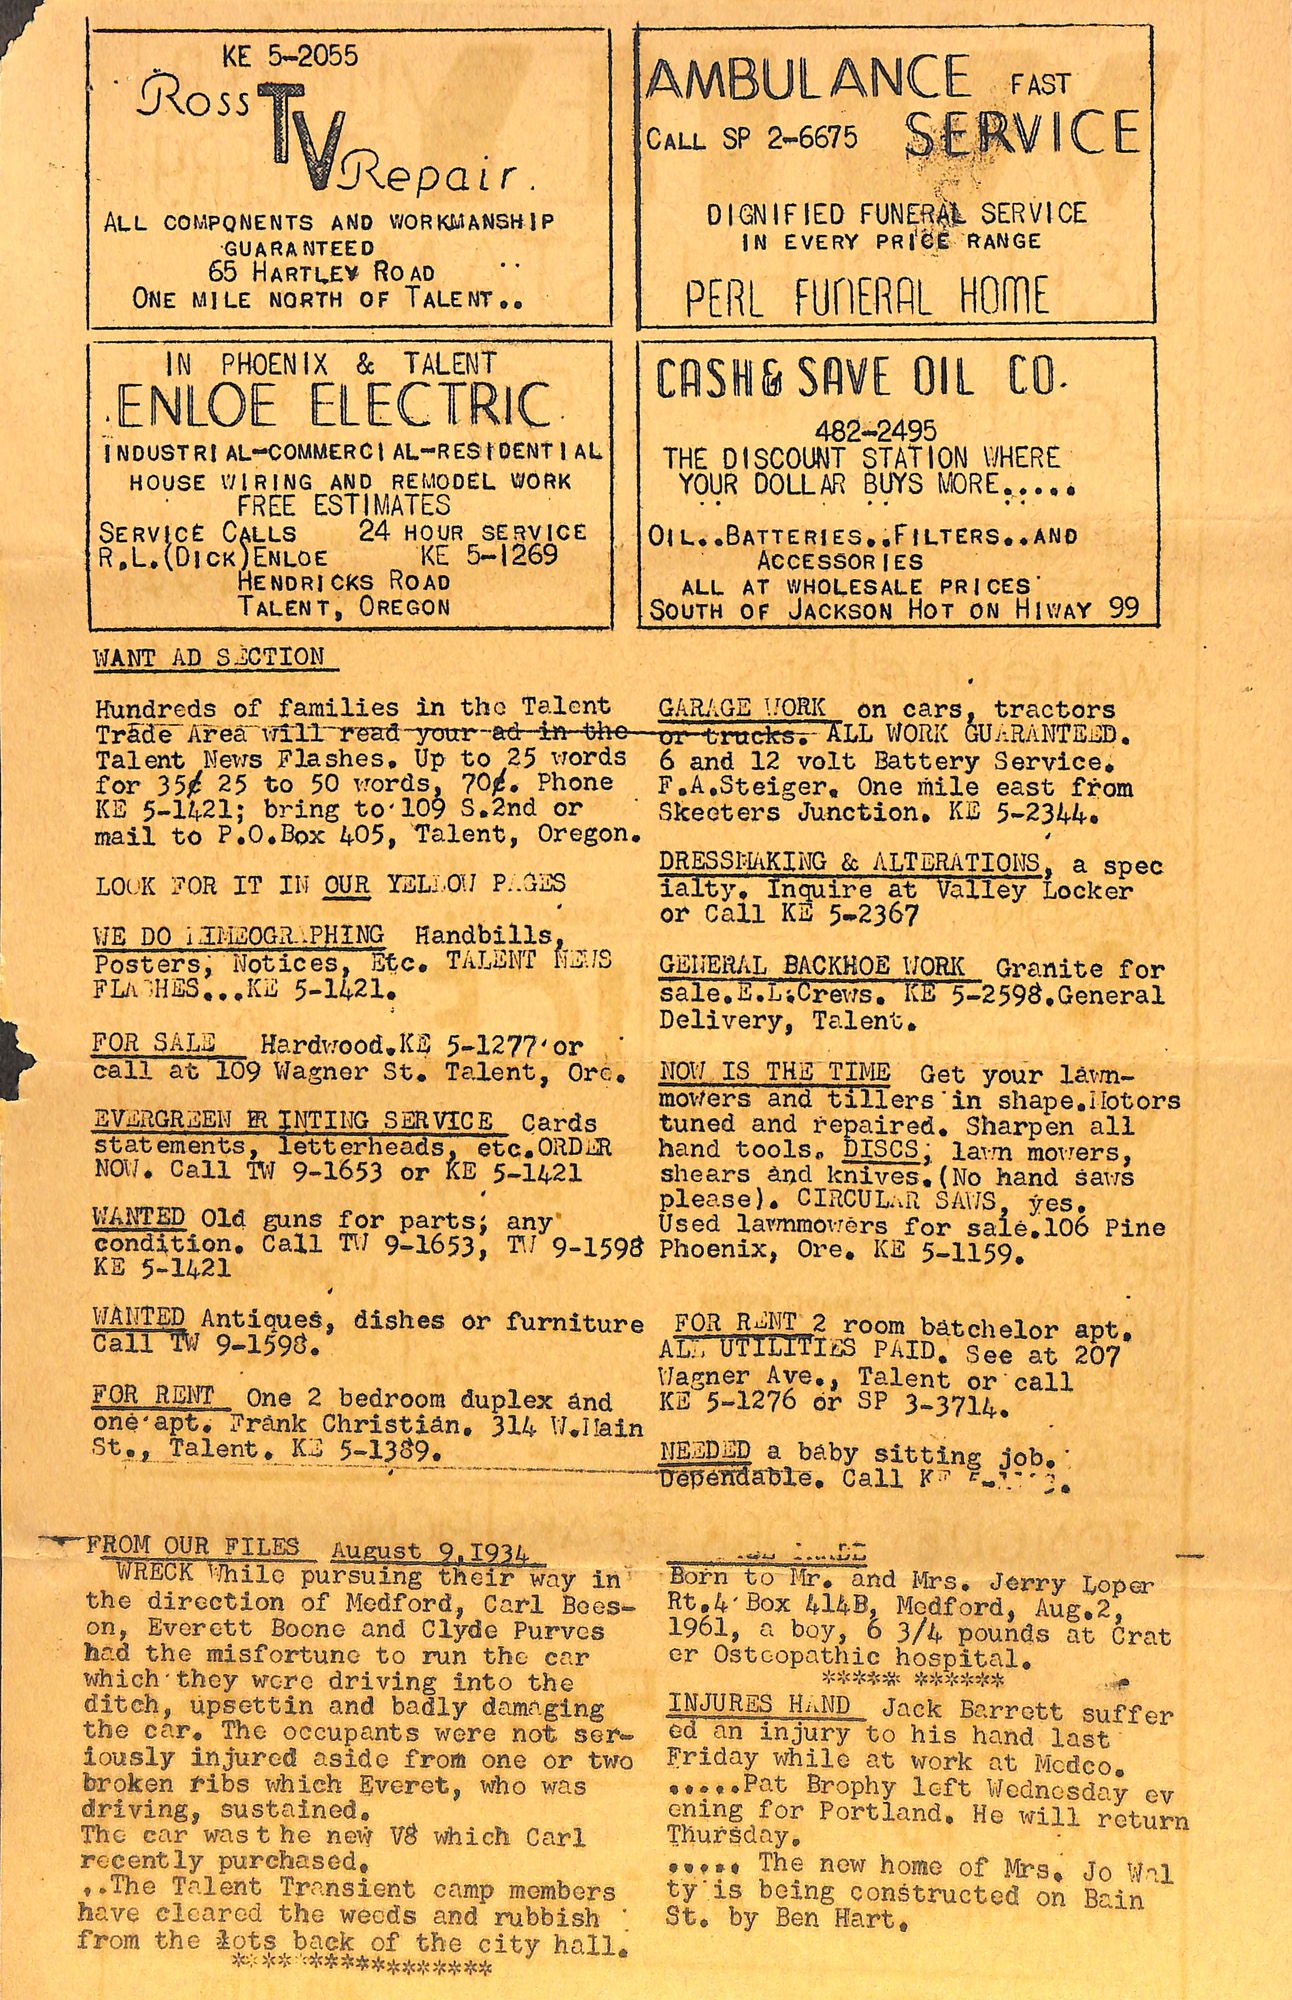 KE 5-2055
Ross TV Repair.
ALL COMPONENTS AND WORKMANSHIP
GUARANTEED
65 HARTLEY ROAD
ONE MILE NORTH OF TALENT..
AMBULANCE FAST
CALL SP 2-6675 SERVICE
DIGNIFIED FUNERAL SERVICE
IN EVERY PRICE RANGE
PERL FUNERAL HOME
IN PHOENIX & TALENT
ENLOE ELECTRIC
INDUSTRIAL-COMMERCIAL-RESIDENTIAL
HOUSE WIRING AND REMODEL WORK
FREE ESTIMATES
SERVICE CALLS 24 HOUR SERVICE
R.L.(DICK)ENLOE KE 5-1269
HENDRICKS ROAD
TALENT, OREGON
CASH & SAVE OIL CO.
482-2495
THE DISCOUNT STATION WHERE
YOUR DOLLAR BUYS MORE.....
OIL..BATTERIES..FILTERS..AND
ACCESSORIES
ALL AT WHOLESALE PRICES
SOUTH OF JACKSON HOT ON HIWAY 99
WANT AD SECTION
Hundreds of families in the Talent
Trade Area will read your ad in the
Talent News Flashes. Up to 25 words
for 35¢ 25 to 50 words, 70¢. Phone
KE 5-1421; bring to 109 S.2nd or
mail to P.O.Box 405, Talent, Oregon.
LOOK FOR IT IN OUR YELLOW PAGES
WE DO MIMEOGRAPHING Handbills,
Posters, Notices, Etc. TALENT NEWS
FLASHES...KE 5-1421.
FOR SALE Hardwood.KE 5-1277 or
call at 109 Wagner St. Talent, Ore.
EVERGREEN PR INTING SERVICE Cards
statements, letterheads, etc.ORDER
NOW. Call TW 9-1653 or KE 5-1421
WANTED Old guns for parts; any
condition. Call TW 9-1653, TW 9-1598
KE 5-1421
WANTED Antiques, dishes or furniture
Call TW 9-1598.
FOR RENT One 2 bedroom duplex and
one apt. Frank Christian. 314 W.Main
St., Talent. KE 5-1389.
GARAGE WORK on cars, tractors
or trucks. ALL WORK GUARANTEED.
6 and 12 volt Battery Service.
F.A.Steiger. One mile east from
Skeeters Junction. KE 5-2344.
DRESSMAKING & ALTERATIONS, a spec
ialty. Inquire at Valley Locker
or Call KE 5-2367
GENERAL BACKHOE WORK Granite for
sale.E.L.Crews. KE 5-2598.General
Delivery, Talent.
NOW IS THE TIME Get your lawn-
mowers and tillers in shape.Motors
tuned and repaired. Sharpen all
hand tools. DISCS; lawn mowers,
shears and knives.(No hand saws
please). CIRCULAR SAWS, yes.
Used lawnmowers for sale.106 Pine
Phoenix, Ore. KE 5-1159.
FOR RENT 2 room batchelor apt.
ALL UTILITIES PAID. See at 207
Wagner Ave., Talent or call
KE 5-1276 or SP 3-3714.
NEEDED a baby sitting job.
Dependable. Call KE
FROM OUR FILES August 9,1934
WRECK While pursuing their way in
the direction of Medford, Carl Bees-
on, Everett Boone and Clyde Purves
had the misfortune to run the car
which they were driving into the
ditch, upsettin and badly damaging
the car. The occupants were not ser-
iously injured aside from one or two
broken ribs which Everet, who was
driving, sustained.
The car was t he new V8 which Carl
recently purchased.
..The Talent Transient camp members
have cleared the weeds and rubbish
from the lots back of the city hall.
**** ***************
Born to Mr. and Mrs. Jerry Loper
Rt.4 Box 414B, Medford, Aug.2,
1961, a boy, 6 3/4 pounds at Crat
er Osteopathic hospital.
***** ******
INJURES HAND Jack Barrett suffer
ed an injury to his hand last
Friday while at work at Medco.
.....Pat Brophy left Wednesday ev
ening for Portland. He will return
Thursday.
..... The new home of Mrs. Jo Wal
ty is being constructed on Bain
St. by Ben Hart.